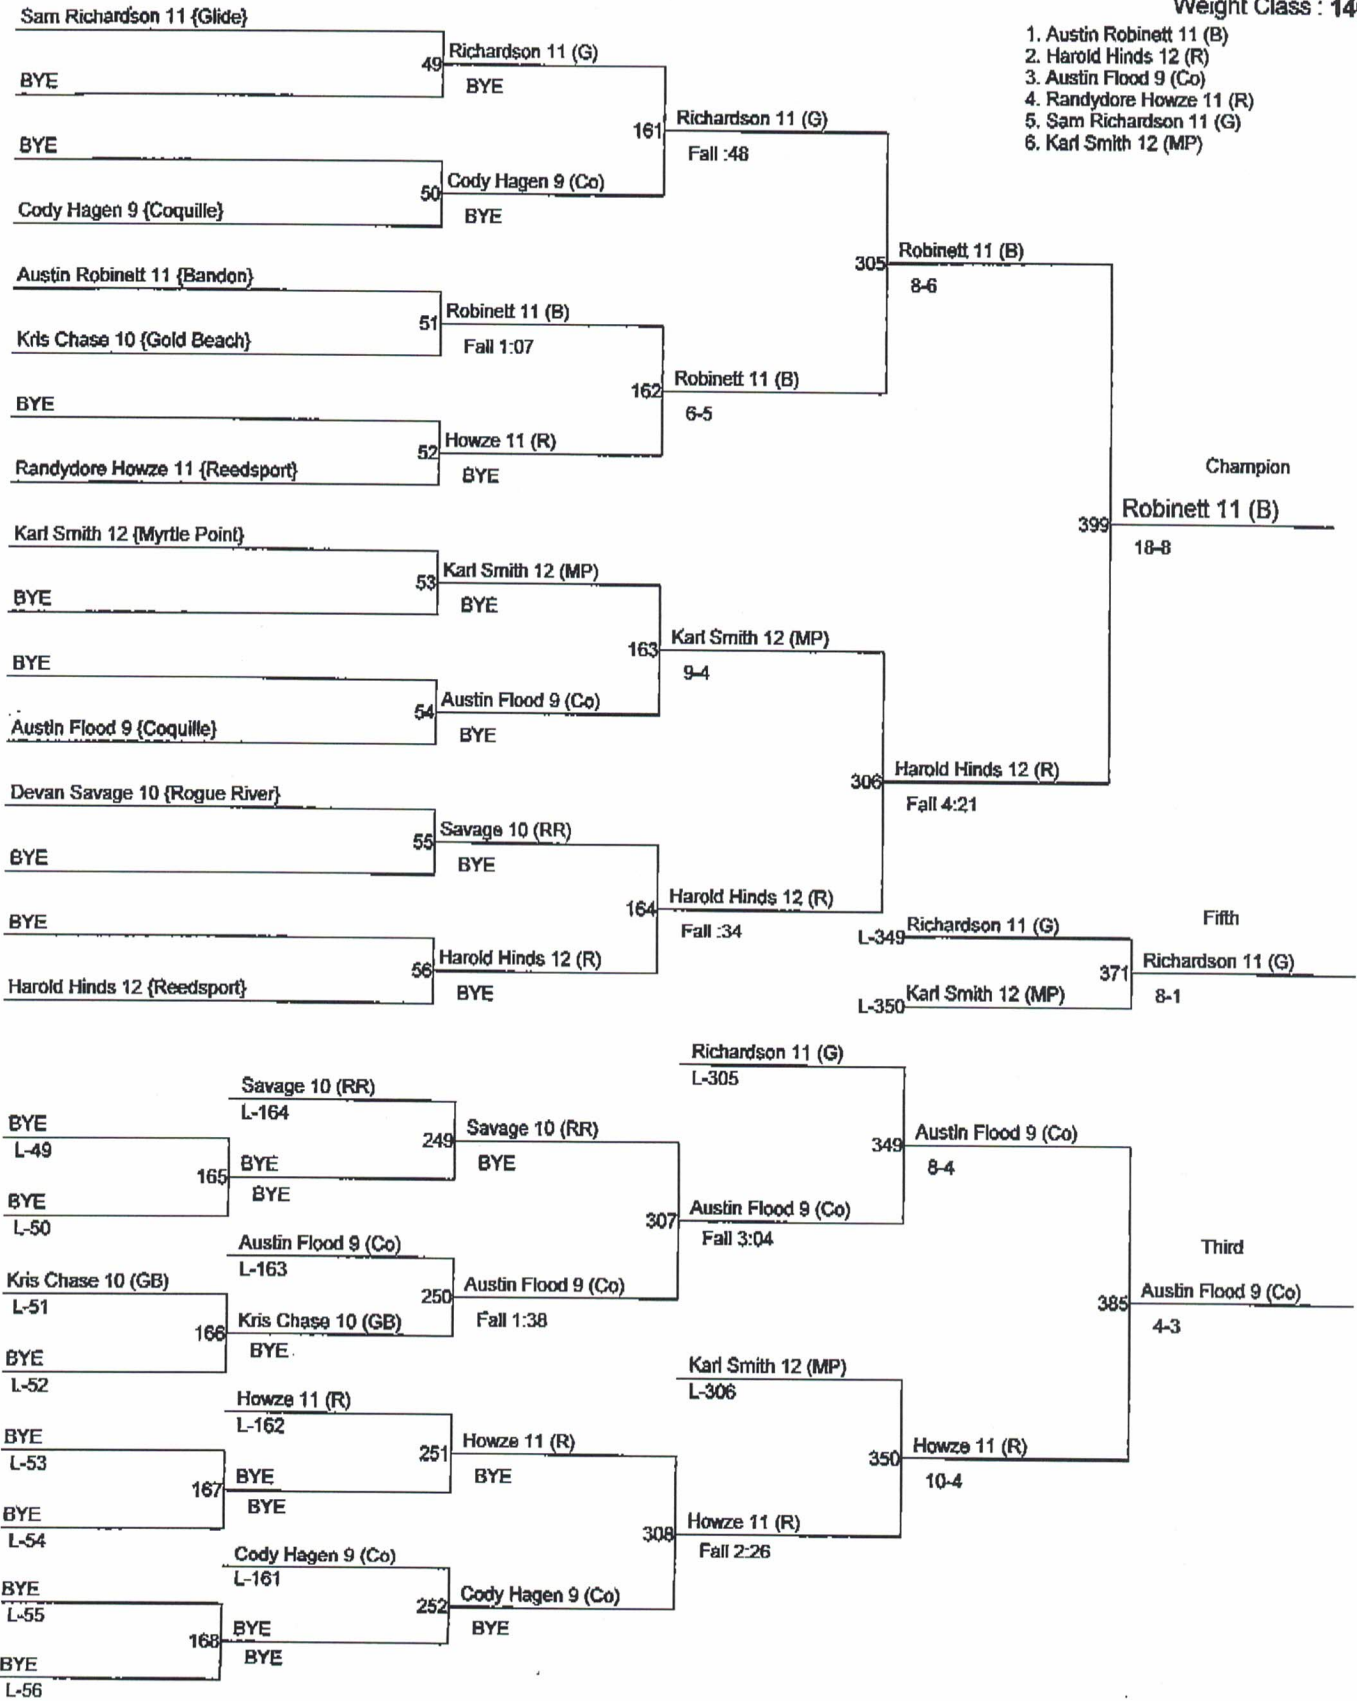 Weight Class : 14
1. Austin Robinett 11 (B)
2. Harold Hinds 12 (R)
3. Austin Flood 9 (Co)
4. Randydore Howze 11 (R)
5. Sam Richardson 11 (G)
6. Karl Smith 12 (MP)
Sam Richardson 11 {Glide}
49
Richardson 11 (G)
BYE
BYE
161
Richardson 11 (G)
Fall :48
BYE
50
Cody Hagen 9 (Co)
BYE
Cody Hagen 9 {Coquille}
305
Robinett 11 (B)
8-6
Austin Robinett 11 {Bandon}
51
Robinett 11 (B)
Fall 1:07
Kris Chase 10 {Gold Beach}
162
Robinett 11 (B)
6-5
BYE
52
Howze 11 (R)
BYE
Randydore Howze 11 {Reedsport}
Champion
399
Robinett 11 (B)
18-8
Karl Smith 12 {Myrtle Point}
53
Karl Smith 12 (MP)
BYE
BYE
163
Karl Smith 12 (MP)
9-4
BYE
54
Austin Flood 9 (Co)
BYE
Austin Flood 9 {Coquille}
306
Harold Hinds 12 (R)
Fall 4:21
Devan Savage 10 {Rogue River}
55
Savage 10 (RR)
BYE
BYE
164
Harold Hinds 12 (R)
Fall :34
BYE
56
Harold Hinds 12 (R)
BYE
Harold Hinds 12 {Reedsport}
Fifth
L-349
Richardson 11 (G)
371
Richardson 11 (G)
8-1
L-350
Karl Smith 12 (MP)
Richardson 11 (G)
L-305
Savage 10 (RR)
L-164
BYE
L-49
249
Savage 10 (RR)
BYE
349
Austin Flood 9 (Co)
8-4
165
BYE
BYE
BYE
L-50
307
Austin Flood 9 (Co)
Fall 3:04
Austin Flood 9 (Co)
L-163
Third
Kris Chase 10 (GB)
L-51
250
Austin Flood 9 (Co)
Fall 1:38
385
Austin Flood 9 (Co)
4-3
166
Kris Chase 10 (GB)
BYE
BYE
L-52
Karl Smith 12 (MP)
L-306
Howze 11 (R)
L-162
BYE
L-53
251
Howze 11 (R)
BYE
350
Howze 11 (R)
10-4
167
BYE
BYE
BYE
L-54
308
Howze 11 (R)
Fall 2:26
Cody Hagen 9 (Co)
L-161
BYE
L-55
252
Cody Hagen 9 (Co)
BYE
168
BYE
BYE
BYE
L-56